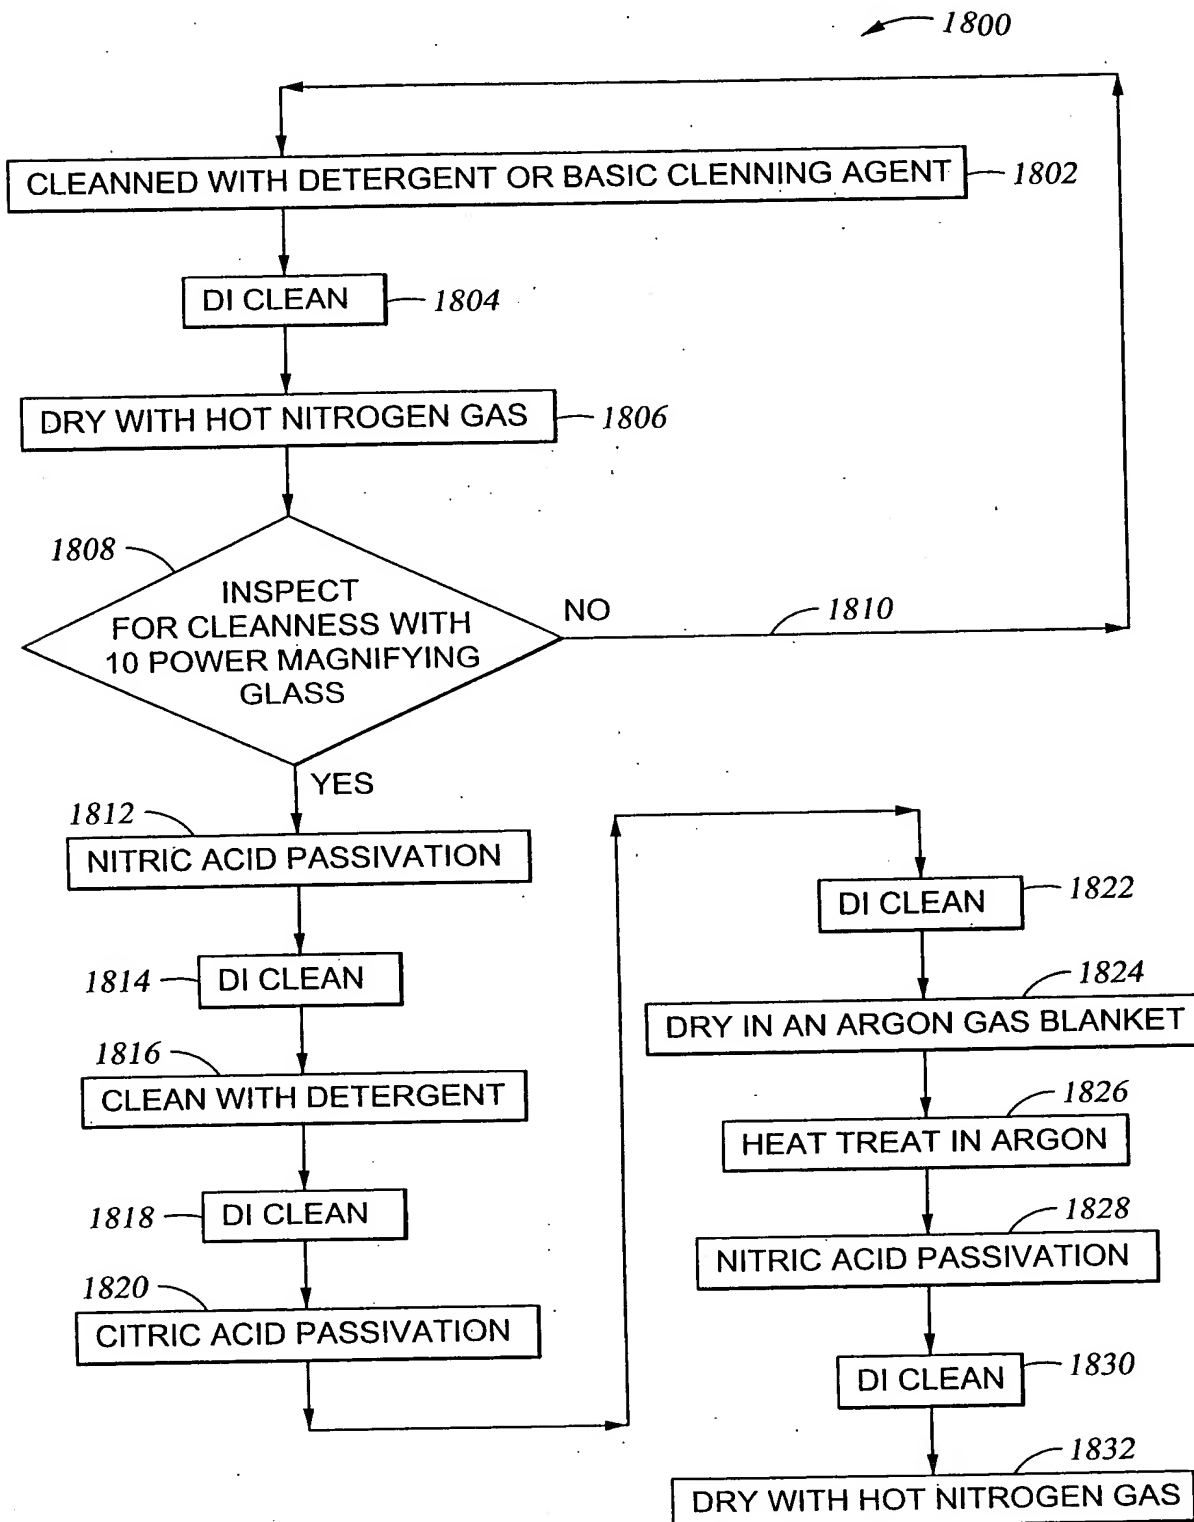 1800
CLEANNED WITH DETERGENT OR BASIC CLENNING AGENT
1802
DI CLEAN
1804
DRY WITH HOT NITROGEN GAS
1806
1808
INSPECT
FOR CLEANNESS WITH
10 POWER MAGNIFYING
GLASS
NO
1810
YES
1812
NITRIC ACID PASSIVATION
1814
DI CLEAN
1816
CLEAN WITH DETERGENT
1818
DI CLEAN
1820
CITRIC ACID PASSIVATION
DI CLEAN
1822
1824
DRY IN AN ARGON GAS BLANKET
1826
HEAT TREAT IN ARGON
1828
NITRIC ACID PASSIVATION
DI CLEAN
1830
1832
DRY WITH HOT NITROGEN GAS